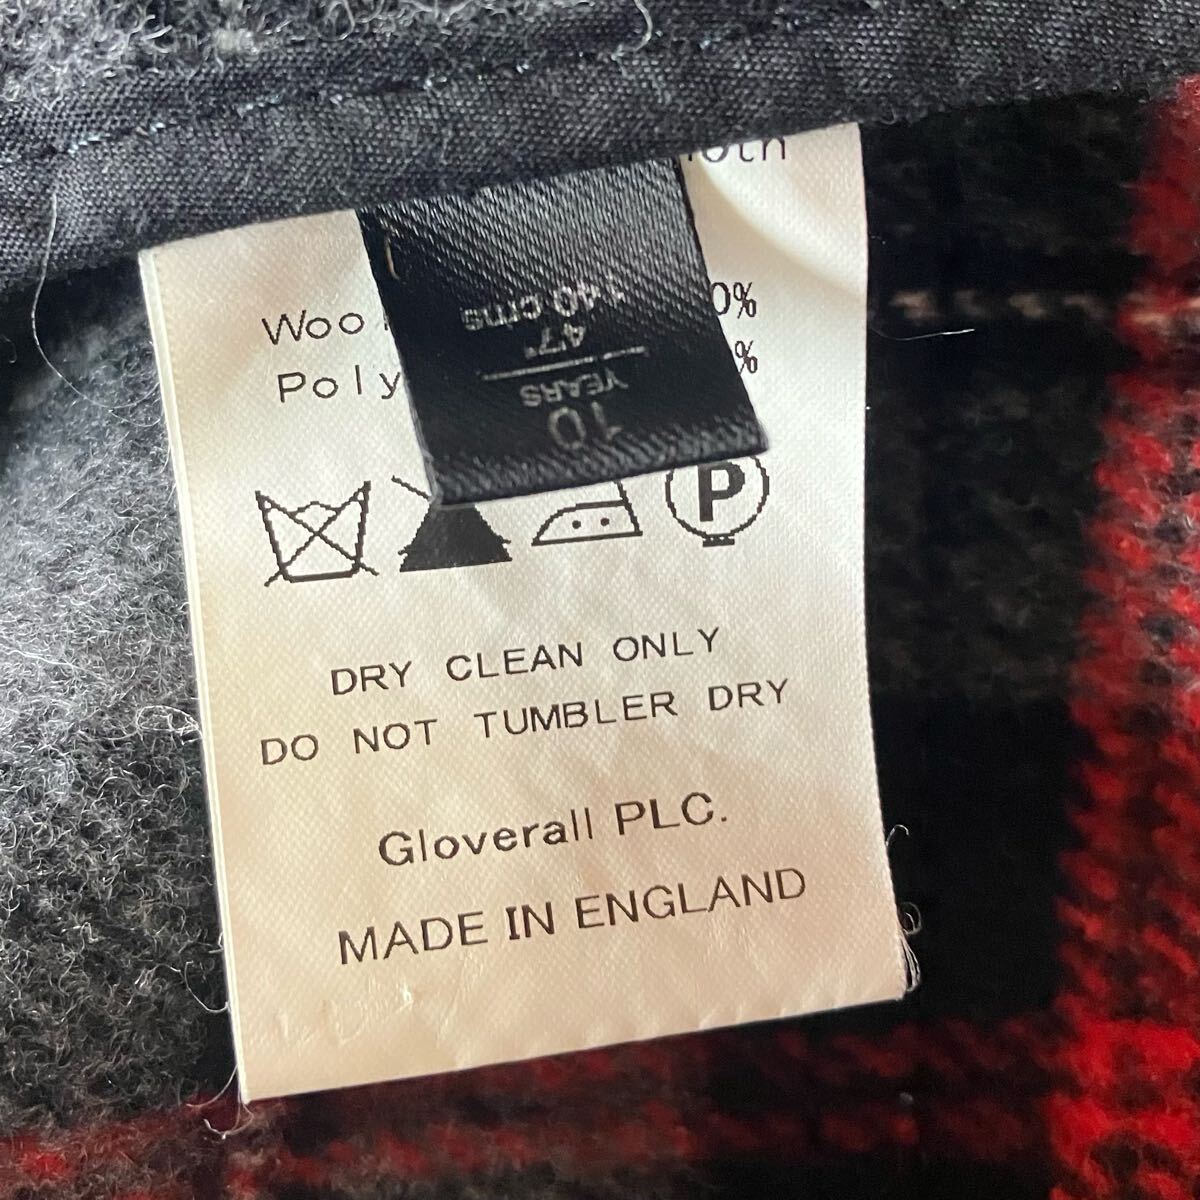 Woo
Poly
0%
%
10
YEARS
47"
140 cms
P
DRY CLEAN ONLY
DO NOT TUMBLER DRY
Gloverall PLC.
MADE IN ENGLAND